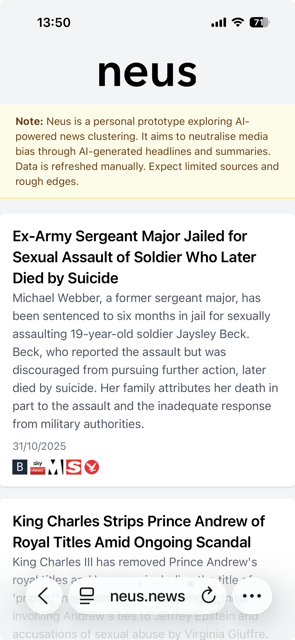 13:50
71
neus
Note: Neus is a personal prototype exploring AI-
powered news clustering. It aims to neutralise media
bias through AI-generated headlines and summaries.
Data is refreshed manually. Expect limited sources and
rough edges.
Ex-Army Sergeant Major Jailed for
Sexual Assault of Soldier Who Later
Died by Suicide
Michael Webber, a former sergeant major, has
been sentenced to six months in jail for sexually
assaulting 19-year-old soldier Jaysley Beck.
Beck, who reported the assault but was
discouraged from pursuing further action, later
died by suicide. Her family attributes her death in
part to the assault and the inadequate response
from military authorities.
31/10/2025
B sky M S
King Charles Strips Prince Andrew of
Royal Titles Amid Ongoing Scandal
King Charles III has removed Prince Andrew's
royal titles and
'pr
neus.news
involving Andrew's ties to Jeffrey Epstein and
accusations of sexual abuse by Virginia Giuffre.